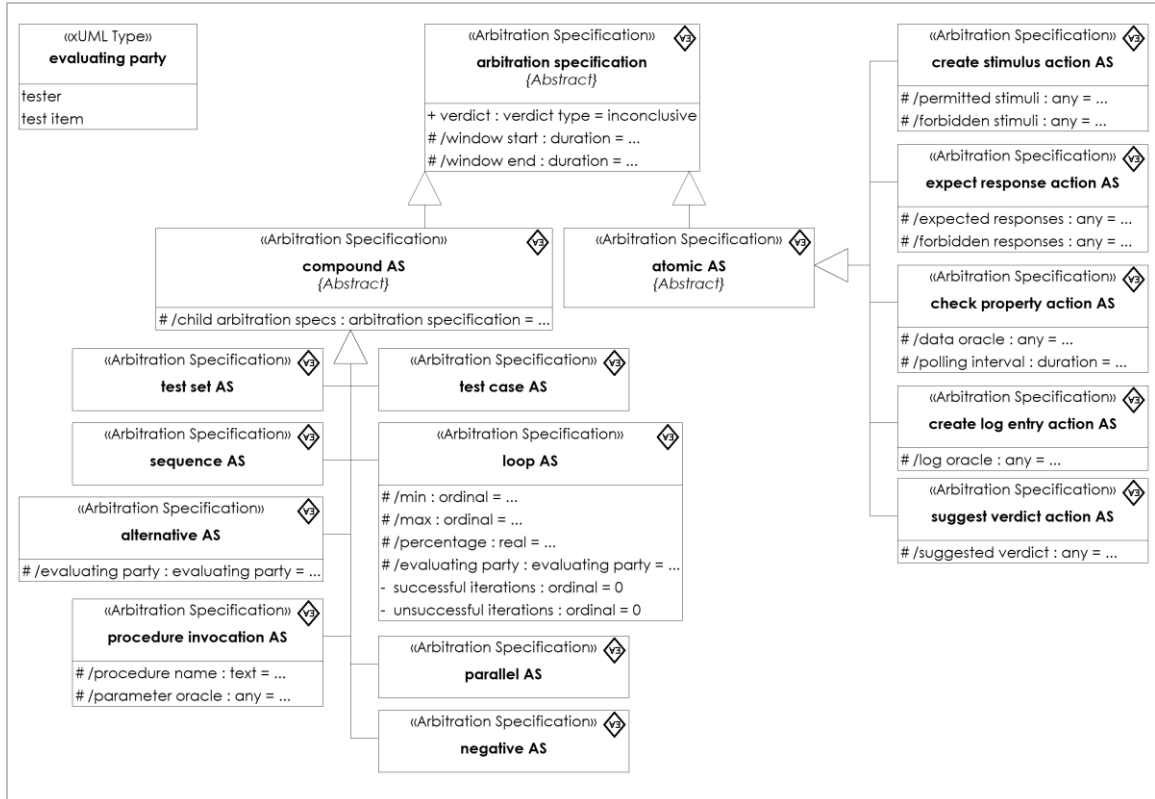 «xUML Type»
evaluating party
tester
test item
«Arbitration Specification»
arbitration specification
{Abstract}
+ verdict : verdict type = inconclusive
# /window start : duration = ...
# /window end : duration = ...
«Arbitration Specification»
compound AS
{Abstract}
# /child arbitration specs : arbitration specification = ...
«Arbitration Specification»
atomic AS
{Abstract}
«Arbitration Specification»
test set AS
«Arbitration Specification»
test case AS
«Arbitration Specification»
sequence AS
«Arbitration Specification»
loop AS
# /min : ordinal = ...
# /max : ordinal = ...
# /percentage : real = ...
# /evaluating party : evaluating party = ...
- successful iterations : ordinal = 0
- unsuccessful iterations : ordinal = 0
«Arbitration Specification»
alternative AS
# /evaluating party : evaluating party = ...
«Arbitration Specification»
procedure invocation AS
# /procedure name : text = ...
# /parameter oracle : any = ...
«Arbitration Specification»
parallel AS
«Arbitration Specification»
negative AS
«Arbitration Specification»
create stimulus action AS
# /permitted stimuli : any = ...
# /forbidden stimuli : any = ...
«Arbitration Specification»
expect response action AS
# /expected responses : any = ...
# /forbidden responses : any = ...
«Arbitration Specification»
check property action AS
# /data oracle : any = ...
# /polling interval : duration = ...
«Arbitration Specification»
create log entry action AS
# /log oracle : any = ...
«Arbitration Specification»
suggest verdict action AS
# /suggested verdict : any = ...